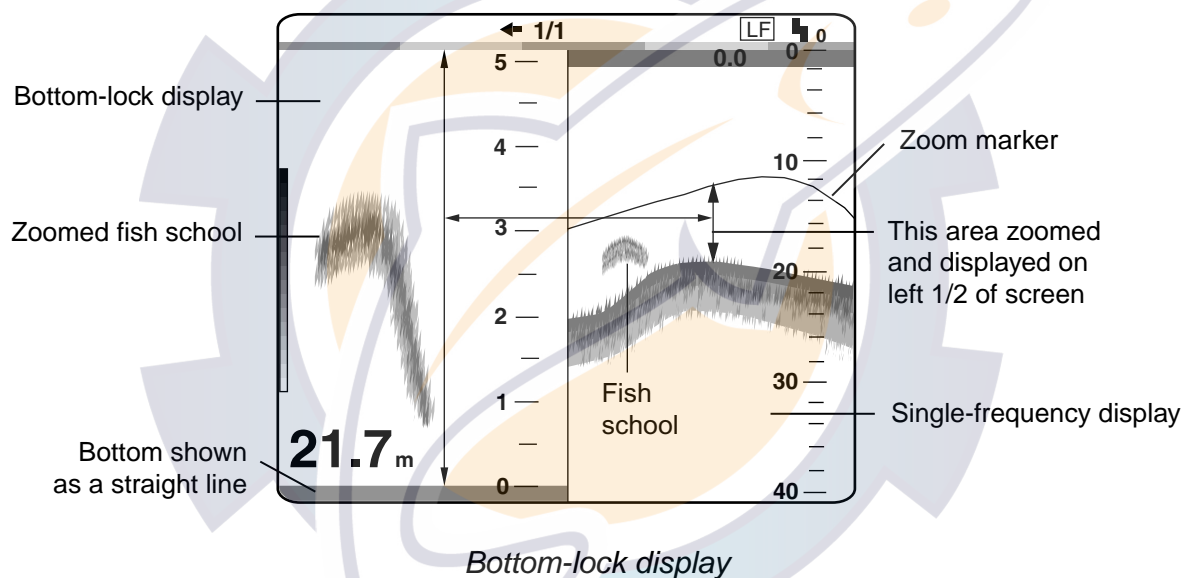 1/1
LF
0
Bottom-lock display
Zoomed fish school
Bottom shown
as a straight line
5
4
3
2
1
0
21.7 m
0.0
0
10
20
30
40
Fish
school
Zoom marker
This area zoomed
and displayed on
left 1/2 of screen
Single-frequency display
Bottom-lock display